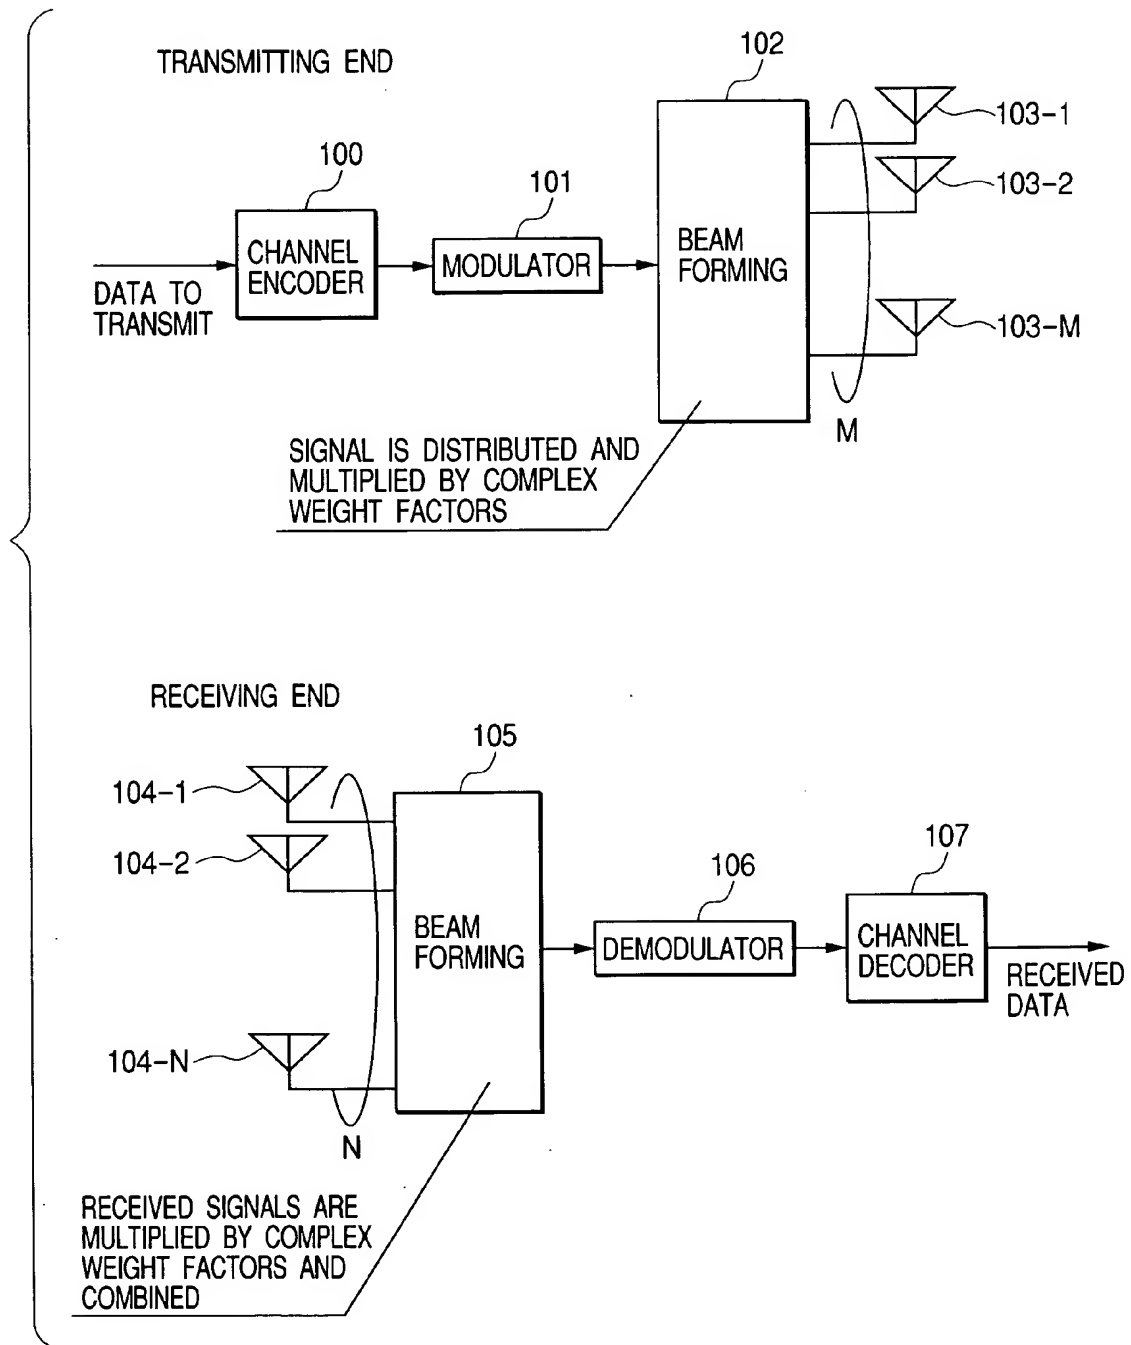 TRANSMITTING END
102
103-1
100
101
103-2
CHANNEL
ENCODER
MODULATOR
BEAM
FORMING
DATA TO
TRANSMIT
103-M
M
SIGNAL IS DISTRIBUTED AND
MULTIPLIED BY COMPLEX
WEIGHT FACTORS
RECEIVING END
105
104-1
104-2
106
107
BEAM
FORMING
DEMODULATOR
CHANNEL
DECODER
RECEIVED
DATA
104-N
N
RECEIVED SIGNALS ARE
MULTIPLIED BY COMPLEX
WEIGHT FACTORS AND
COMBINED